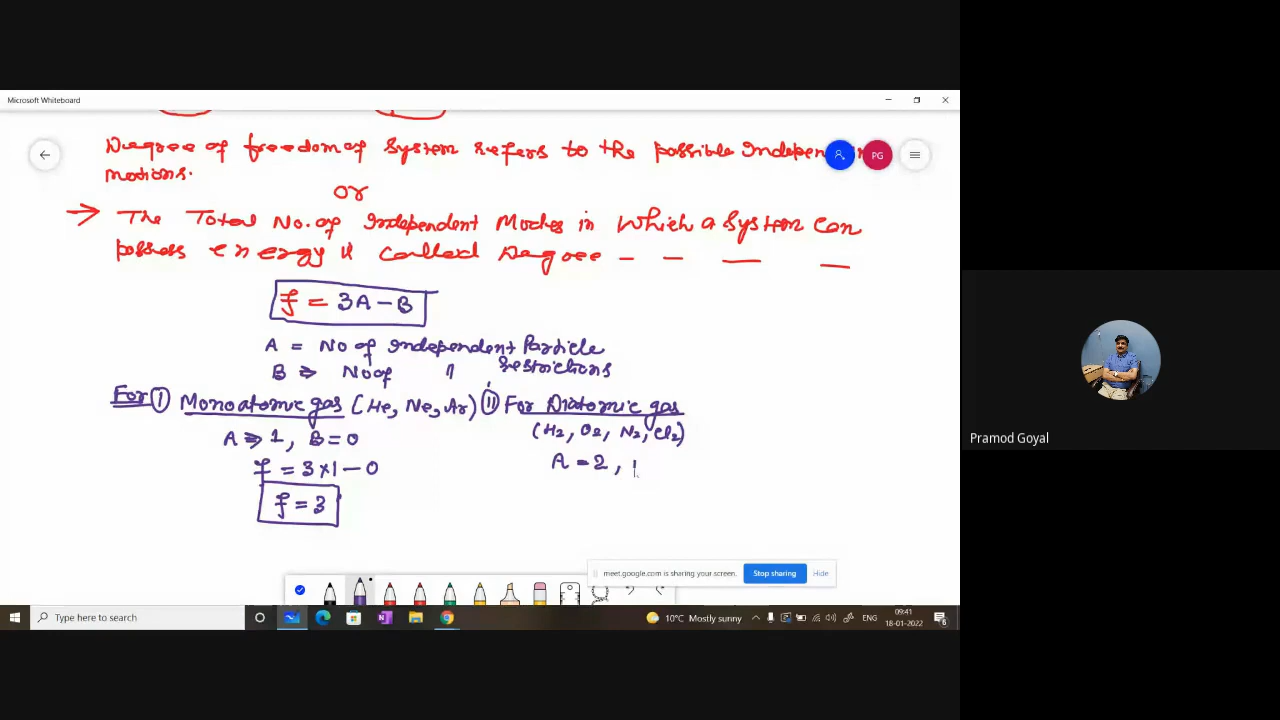 Microsoft Whiteboard
Degree of freedom of System refers to the possible Indepen
motions.
PG
or
→ The Total No. of Independent Modes in which a System can
possess energy is called Degree – – — —
f = 3A – B
A = No of Independent Particle
B ⇒ No of " restrictions
For (i) Monoatomic gas (He, Ne, Ar) (ii) For Diatomic gas
(H2, O2, N2, Cl2)
A ⇒ 1, B = 0
A = 2,
f = 3 × 1 – 0
f = 3
Pramod Goyal
meet.google.com is sharing your screen.
Stop sharing
Hide
Type here to search
10°C Mostly sunny
ENG
09:41
18-01-2022